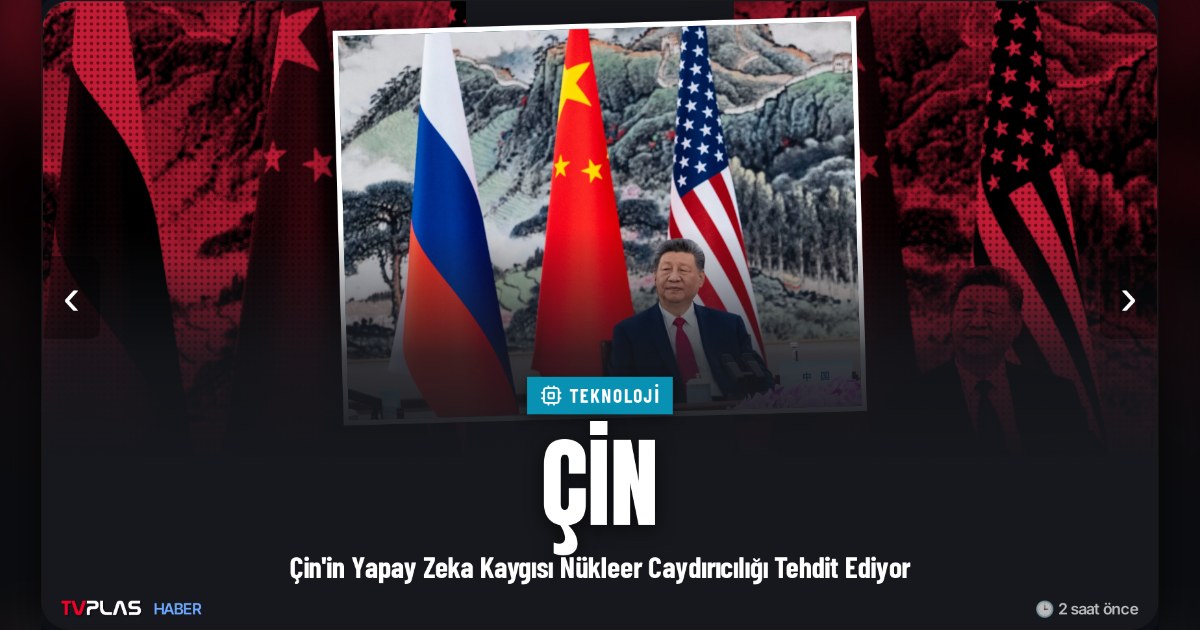 TEKNOLOJİ
ÇİN
Çin'in Yapay Zeka Kaygısı Nükleer Caydırıcılığı Tehdit Ediyor
TVPLAS HABER
2 saat önce